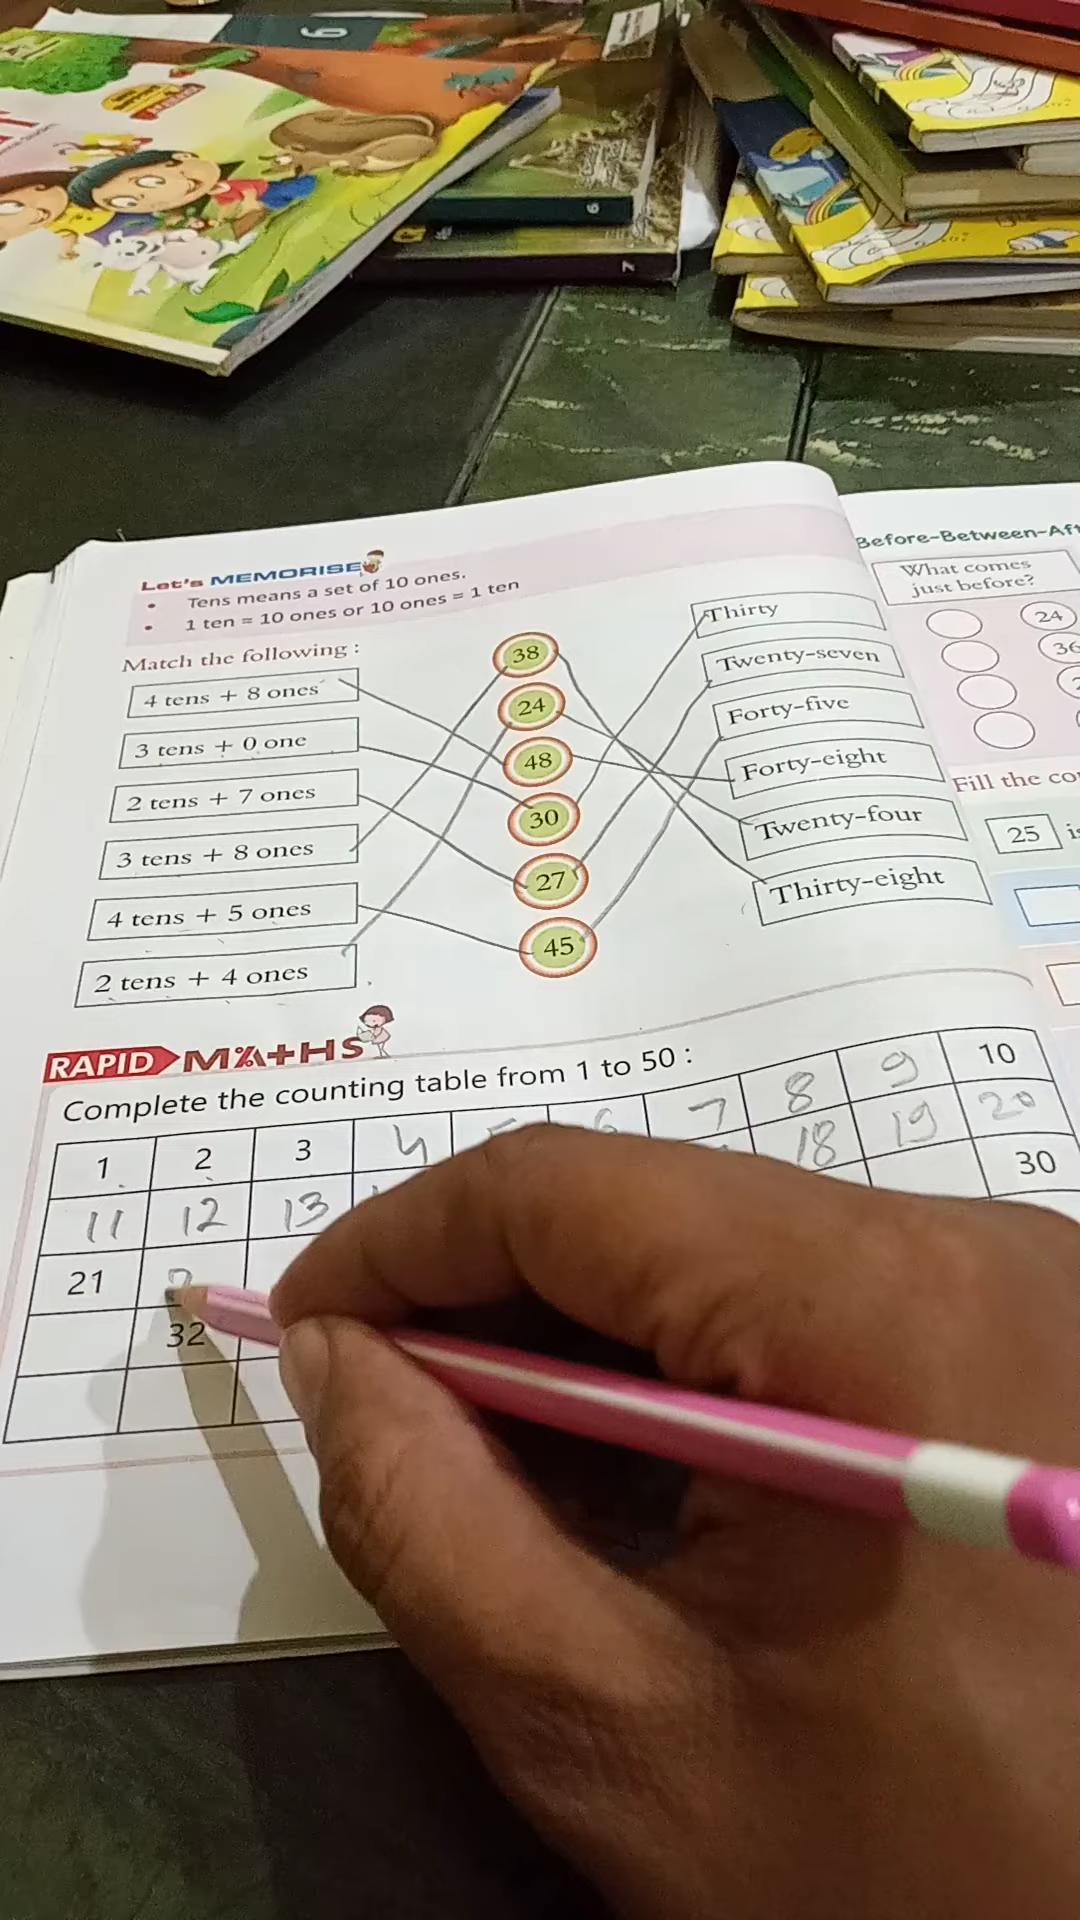 6
7
Let's MEMORISE
• Tens means a set of 10 ones.
• 1 ten = 10 ones or 10 ones = 1 ten
Match the following :
4 tens + 8 ones
3 tens + 0 one
2 tens + 7 ones
3 tens + 8 ones
4 tens + 5 ones
2 tens + 4 ones
38
24
48
30
27
45
Thirty
Twenty-seven
Forty-five
Forty-eight
Twenty-four
Thirty-eight
RAPID MATHS
Complete the counting table from 1 to 50 :
1 2 3 4 6 7 8 9 10
11 12 13 18 19 20
21 30
32
Before-Between-Aft
What comes
just before?
24
36
Fill the co
25 is